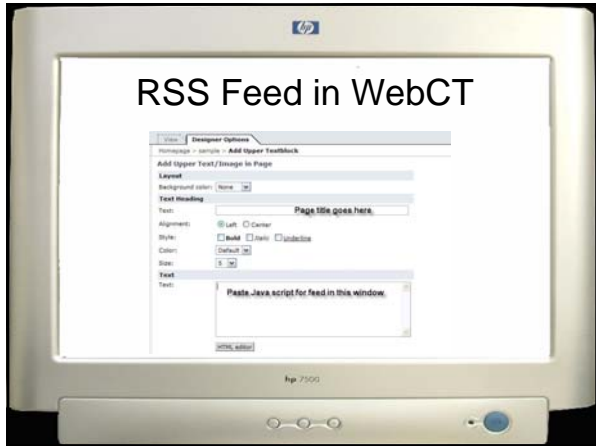 hp
RSS Feed in WebCT
View Designer Options
Homepage > sample > Add Upper Textblock
Add Upper Text/Image in Page
Layout
Background color: None
Text Heading
Text: Page title goes here.
Alignment: Left Center
Style: Bold Italic Underline
Color: Default
Size: 5
Text
Text: Paste Java script for feed in this window.
HTML editor
hp 7500